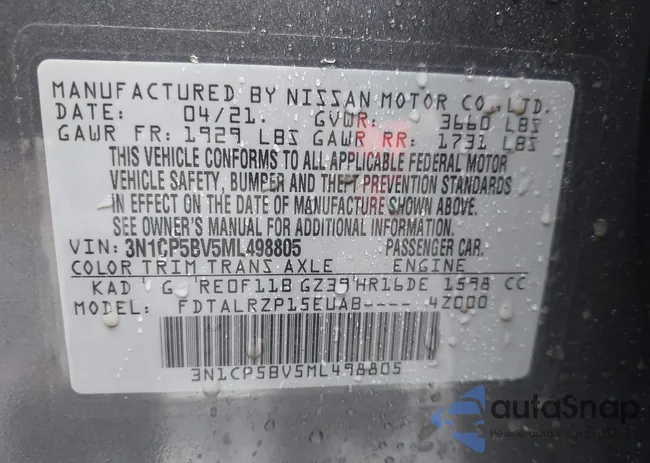 MANUFACTURED BY NISSAN MOTOR CO.,LTD.
DATE: 04/21. GVWR: 3660 LBS
GAWR FR: 1929 LBS GAWR RR: 1731 LBS
THIS VEHICLE CONFORMS TO ALL APPLICABLE FEDERAL MOTOR
VEHICLE SAFETY, BUMPER AND THEFT PREVENTION STANDARDS
IN EFFECT ON THE DATE OF MANUFACTURE SHOWN ABOVE.
SEE OWNER'S MANUAL FOR ADDITIONAL INFORMATION.
VIN: 3N1CP5BV5ML498805 PASSENGER CAR.
COLOR TRIM TRANS AXLE ENGINE
KAD G RE0F11B GZ39 HR16DE 1598 CC
MODEL: FDTALRZP15EUAB---- 4Z000
3N1CP5BV5ML498805
autaSnap